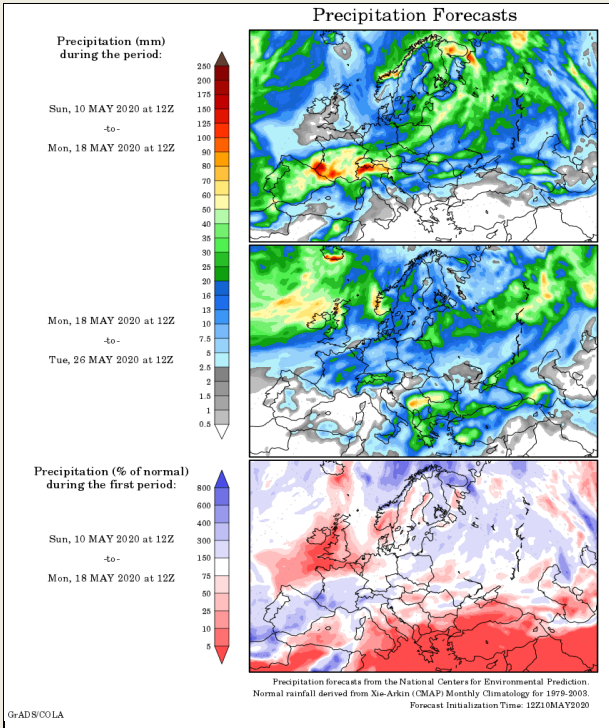 Precipitation Forecasts
Precipitation (mm)
during the period:
Sun, 10 MAY 2020 at 12Z
-to-
Mon, 18 MAY 2020 at 12Z
250
200
175
150
125
100
90
80
70
60
50
40
35
30
25
20
16
13
10
7.5
5
2.5
2
1.5
1
0.5
Mon, 18 MAY 2020 at 12Z
-to-
Tue, 26 MAY 2020 at 12Z
Precipitation (% of normal)
during the first period:
Sun, 10 MAY 2020 at 12Z
-to-
Mon, 18 MAY 2020 at 12Z
800
600
400
300
150
75
50
25
10
5
Precipitation forecasts from the National Centers for Environmental Prediction.
Normal rainfall derived from Xie-Arkin (CMAP) Monthly Climatology for 1979-2003.
Forecast Initialization Time: 12Z10MAY2020
GrADS/COLA